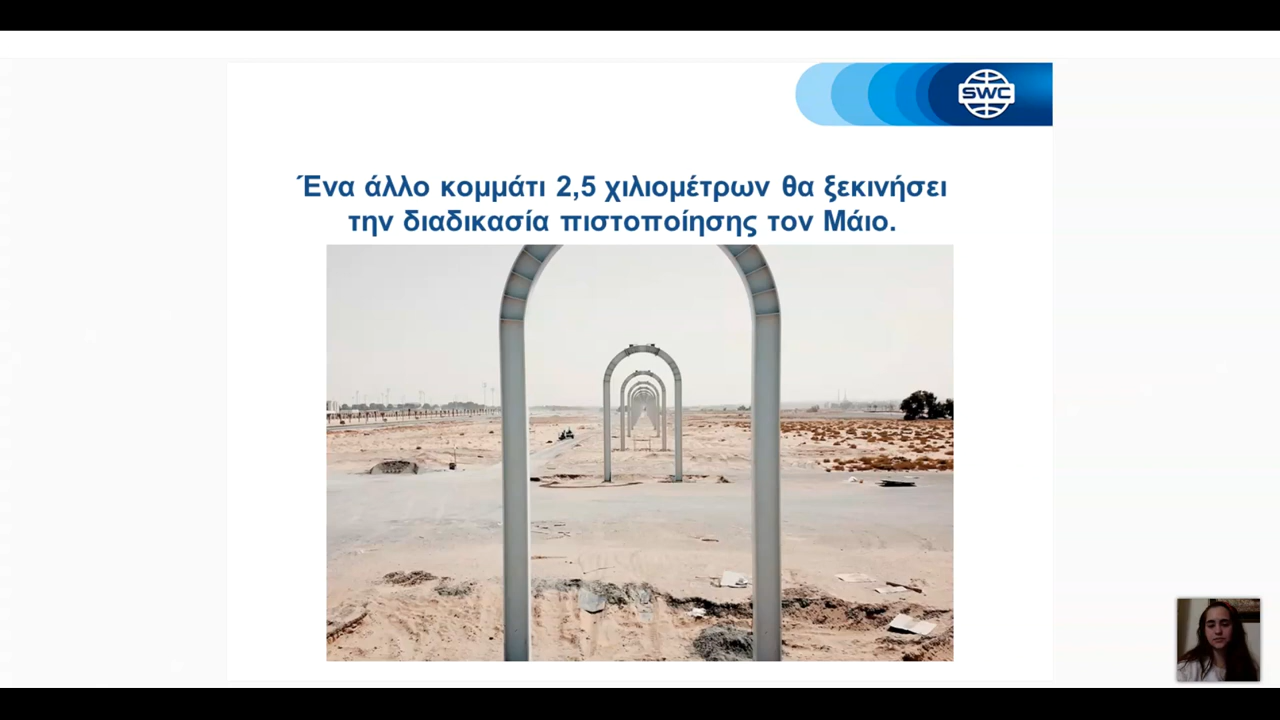 SWC
Ένα άλλο κομμάτι 2,5 χιλιομέτρων θα ξεκινήσει
την διαδικασία πιστοποίησης τον Μάιο.